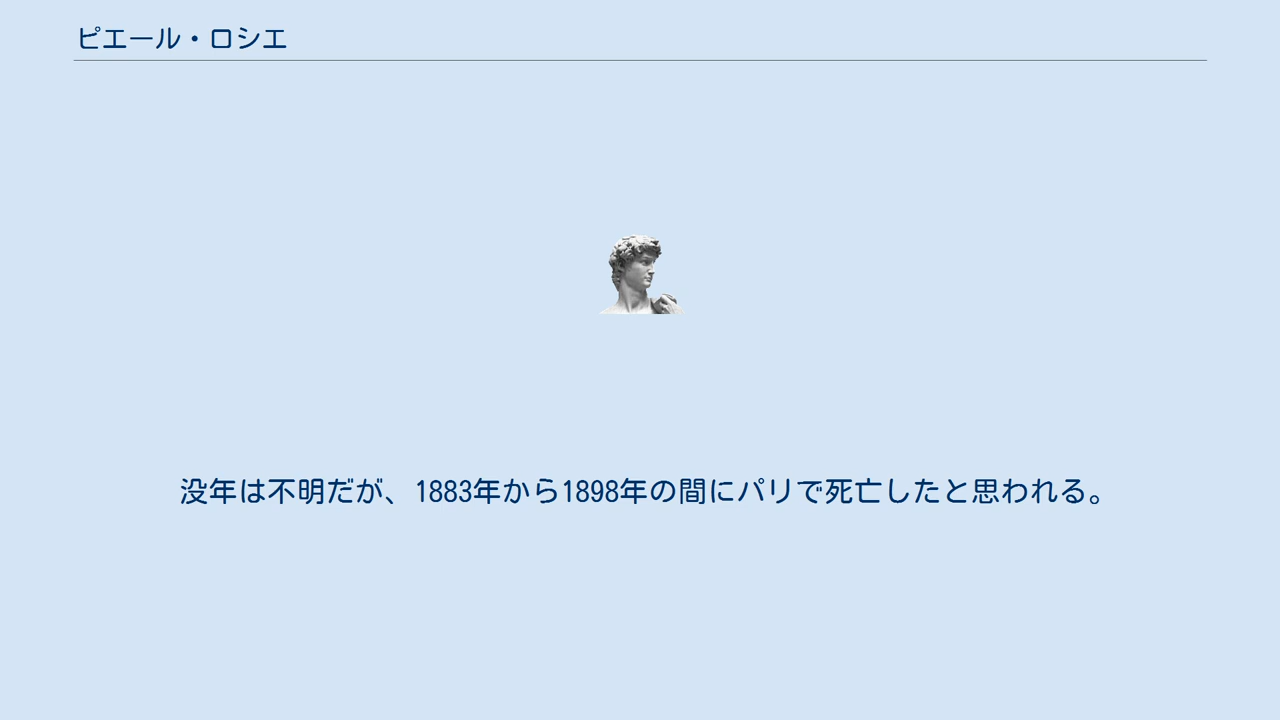 ピエール・ロシエ
没年は不明だが、1883年から1898年の間にパリで死亡したと思われる。